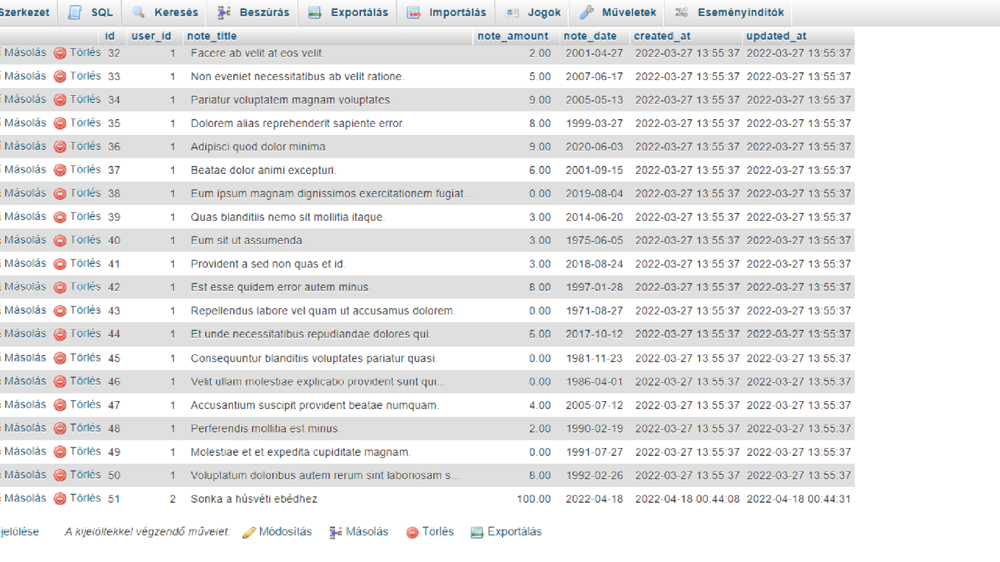 Szerkezet SQL Keresés Beszúrás Exportálás Importálás Jogok Műveletek Eseményindítók
id user_id note_title note_amount note_date created_at updated_at
Másolás Törlés 32 1 Facere ab velit at eos velit. 2.00 2001-04-27 2022-03-27 13:55:37 2022-03-27 13:55:37
Másolás Törlés 33 1 Non eveniet necessitatibus ab velit ratione. 5.00 2007-06-17 2022-03-27 13:55:37 2022-03-27 13:55:37
Másolás Törlés 34 1 Pariatur voluptatem magnam voluptates. 9.00 2005-05-13 2022-03-27 13:55:37 2022-03-27 13:55:37
Másolás Törlés 35 1 Dolorem alias reprehenderit sapiente error. 8.00 1999-03-27 2022-03-27 13:55:37 2022-03-27 13:55:37
Másolás Törlés 36 1 Adipisci quod dolor minima. 9.00 2020-06-03 2022-03-27 13:55:37 2022-03-27 13:55:37
Másolás Törlés 37 1 Beatae dolor animi excepturi. 6.00 2001-09-15 2022-03-27 13:55:37 2022-03-27 13:55:37
Másolás Törlés 38 1 Eum ipsum magnam dignissimos exercitationem fugiat... 0.00 2019-08-04 2022-03-27 13:55:37 2022-03-27 13:55:37
Másolás Törlés 39 1 Quas blanditiis nemo sit mollitia itaque. 3.00 2014-06-20 2022-03-27 13:55:37 2022-03-27 13:55:37
Másolás Törlés 40 1 Eum sit ut assumenda. 3.00 1975-06-05 2022-03-27 13:55:37 2022-03-27 13:55:37
Másolás Törlés 41 1 Provident a sed non quas et id. 3.00 2018-08-24 2022-03-27 13:55:37 2022-03-27 13:55:37
Másolás Törlés 42 1 Est esse quidem error autem minus. 8.00 1997-01-28 2022-03-27 13:55:37 2022-03-27 13:55:37
Másolás Törlés 43 1 Repellendus labore vel quam ut accusamus dolorem. 0.00 1971-08-27 2022-03-27 13:55:37 2022-03-27 13:55:37
Másolás Törlés 44 1 Et unde necessitatibus repudiandae dolores qui. 2017-10-12 2022-03-27 13:55:37 2022-03-27 13:55:37
Másolás Törlés 45 1 Consequuntur blanditiis voluptates pariatur quasi. 0.00 1981-11-23 2022-03-27 13:55:37 2022-03-27 13:55:37
Másolás Törlés 46 1 Velit ullam molestiae explicabo provident sunt qui... 0.00 1986-04-01 2022-03-27 13:55:37 2022-03-27 13:55:37
Másolás Törlés 47 1 Accusantium suscipit provident beatae numquam. 4.00 2005-07-12 2022-03-27 13:55:37 2022-03-27 13:55:37
Másolás Törlés 48 1 Perferendis mollitia est minus. 2.00 1990-02-19 2022-03-27 13:55:37 2022-03-27 13:55:37
Másolás Törlés 49 1 Molestiae et et expedita cupiditate magnam. 0.00 1991-07-27 2022-03-27 13:55:37 2022-03-27 13:55:37
Másolás Törlés 50 1 Voluptatum doloribus autem rerum sint laboriosam s... 1992-02-26 2022-03-27 13:55:37 2022-03-27 13:55:37
Másolás Törlés 51 2 Sonka a húsvéti ebédhez 100.00 2022-04-18 2022-04-18 00:44:08 2022-04-18 00:44:31
jelölése A kijelöltekkel végzendő művelet: Módosítás Másolás Törlés Exportálás